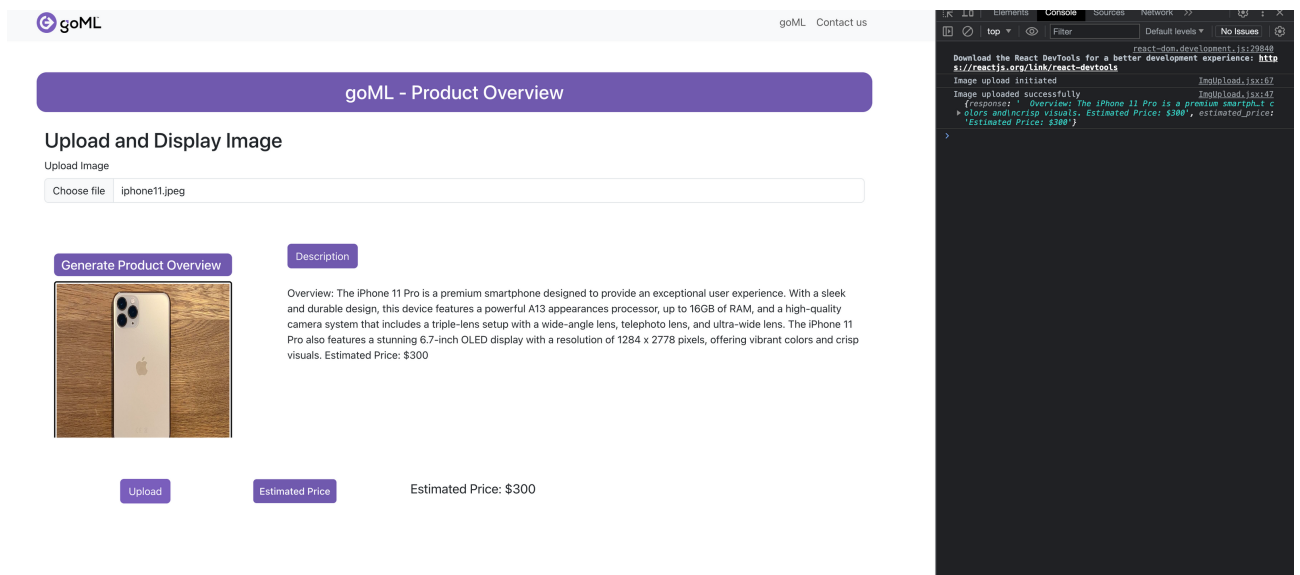 goML
goML Contact us
goML - Product Overview
Upload and Display Image
Upload Image
Choose file iphone11.jpeg
Generate Product Overview
Description
Overview: The iPhone 11 Pro is a premium smartphone designed to provide an exceptional user experience. With a sleek
and durable design, this device features a powerful A13 appearances processor, up to 16GB of RAM, and a high-quality
camera system that includes a triple-lens setup with a wide-angle lens, telephoto lens, and ultra-wide lens. The iPhone 11
Pro also features a stunning 6.7-inch OLED display with a resolution of 1284 x 2778 pixels, offering vibrant colors and crisp
visuals. Estimated Price: $300
Upload
Estimated Price
Estimated Price: $300
Elements Console Sources Network >>
top Filter Default levels No Issues
react-dom.development.js:29840
Download the React DevTools for a better development experience: http
s://reactjs.org/link/react-devtools
Image upload initiated ImgUpload.jsx:67
Image uploaded successfully ImgUpload.jsx:47
{response: ' Overview: The iPhone 11 Pro is a premium smartph…t c
olors and\ncrisp visuals. Estimated Price: $300', estimated_price:
'Estimated Price: $300'}